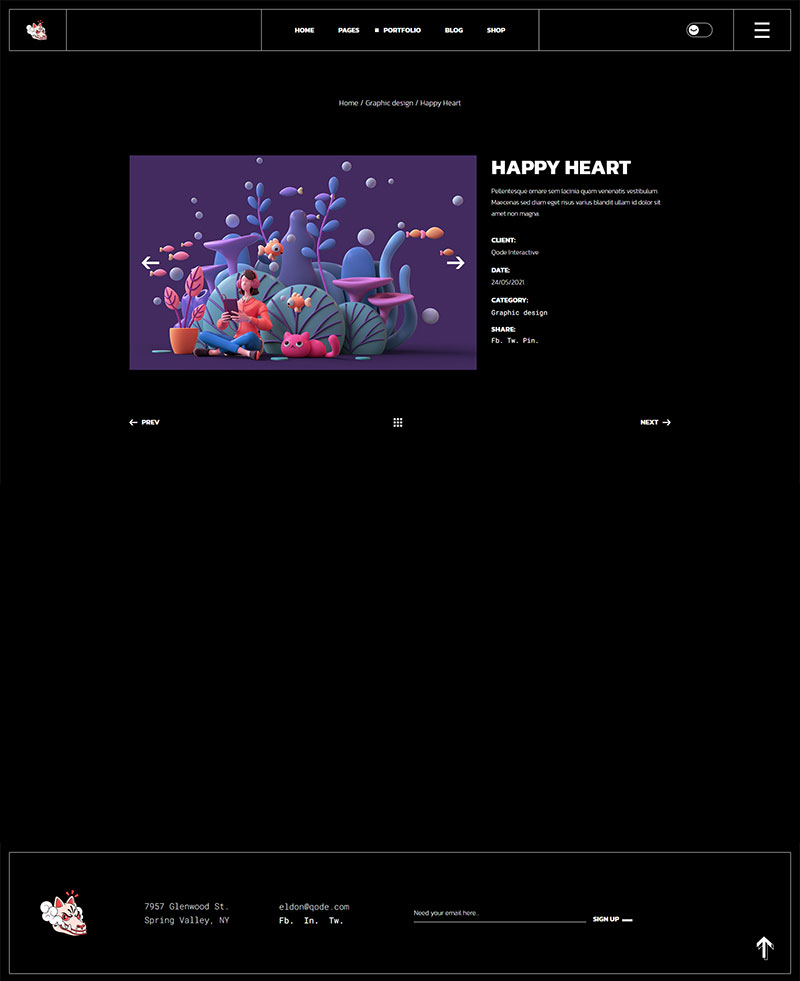 HOME PAGES PORTFOLIO BLOG SHOP
Home / Graphic design / Happy Heart
HAPPY HEART
Pellentesque ornare sem lacinia quam venenatis vestibulum.
Maecenas sed diam eget risus varius blandit ullam id dolor sit
amet non magna
CLIENT:
Qode Interactive
DATE:
24/05/2021
CATEGORY:
Graphic design
SHARE:
Fb. Tw. Pin.
PREV
NEXT
7957 Glenwood St.
Spring Valley, NY
eldon@qode.com
Fb. In. Tw.
Need your email here..
SIGN UP